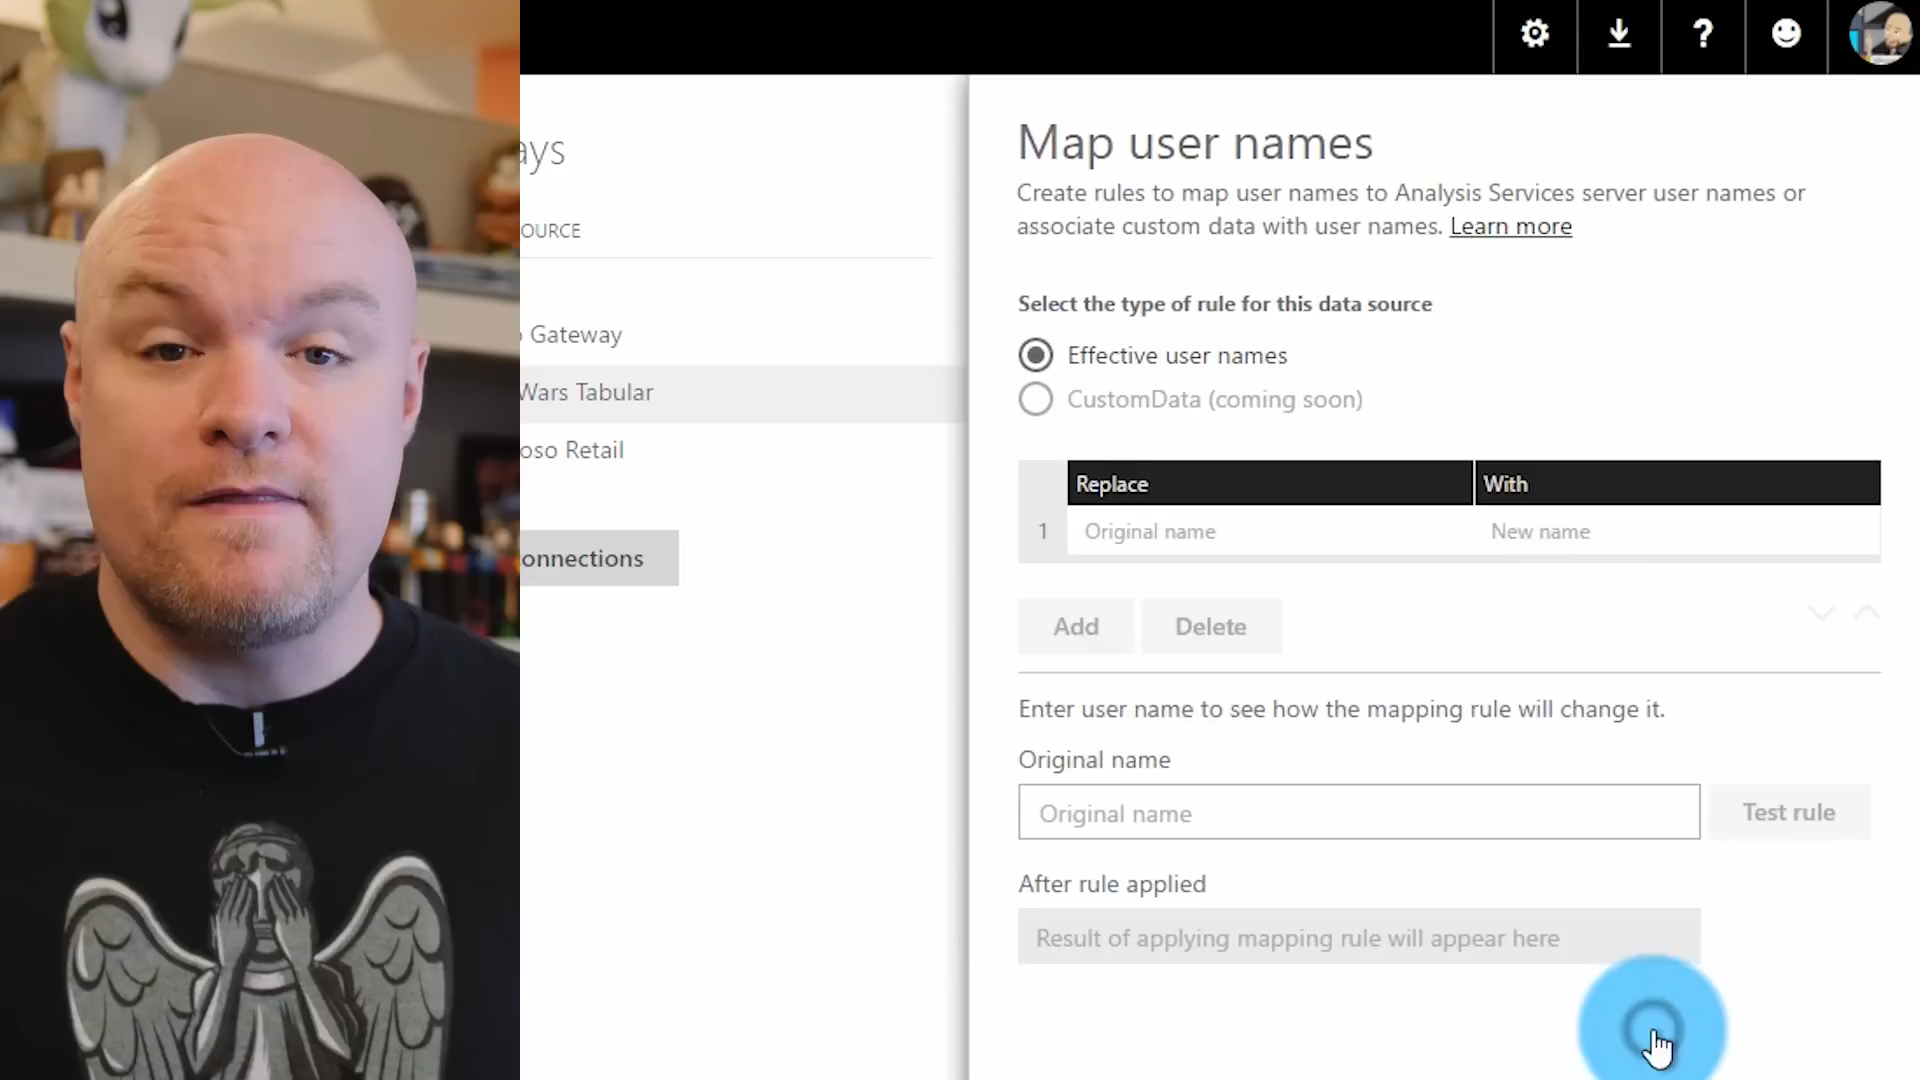 ays
OURCE
Gateway
Wars Tabular
oso Retail
onnections
?
Map user names
Create rules to map user names to Analysis Services server user names or
associate custom data with user names. Learn more
Select the type of rule for this data source
Effective user names
CustomData (coming soon)
Replace With
1 Original name New name
Add Delete
Enter user name to see how the mapping rule will change it.
Original name
Original name Test rule
After rule applied
Result of applying mapping rule will appear here